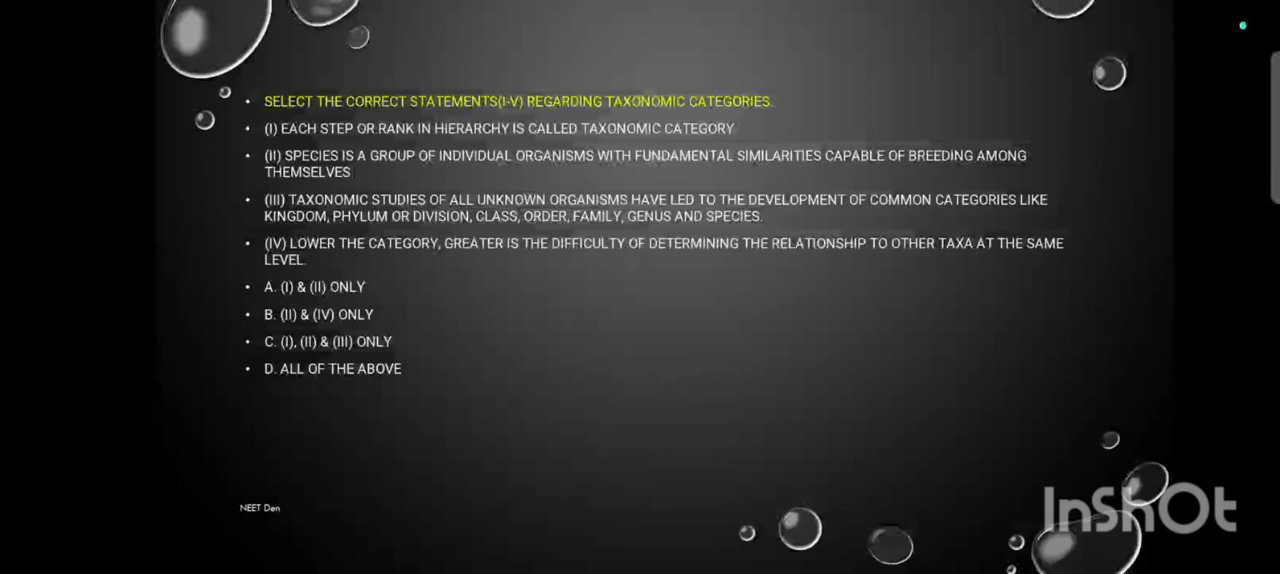 SELECT THE CORRECT STATEMENTS(I-V) REGARDING TAXONOMIC CATEGORIES.
(I) EACH STEP OR RANK IN HIERARCHY IS CALLED TAXONOMIC CATEGORY
(II) SPECIES IS A GROUP OF INDIVIDUAL ORGANISMS WITH FUNDAMENTAL SIMILARITIES CAPABLE OF BREEDING AMONG
THEMSELVES
(III) TAXONOMIC STUDIES OF ALL UNKNOWN ORGANISMS HAVE LED TO THE DEVELOPMENT OF COMMON CATEGORIES LIKE
KINGDOM, PHYLUM OR DIVISION, CLASS, ORDER, FAMILY, GENUS AND SPECIES.
(IV) LOWER THE CATEGORY, GREATER IS THE DIFFICULTY OF DETERMINING THE RELATIONSHIP TO OTHER TAXA AT THE SAME
LEVEL.
A. (I) & (II) ONLY
B. (II) & (IV) ONLY
C. (I), (II) & (III) ONLY
D. ALL OF THE ABOVE
NEET Den
InShOt